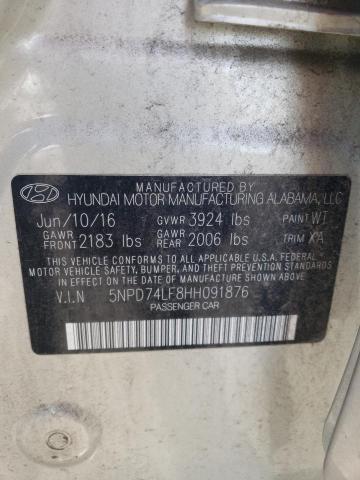 MANUFACTURED BY
HYUNDAI MOTOR MANUFACTURING ALABAMA, LLC
Jun/10/16 GVWR 3924 lbs PAINT WT
GAWR FRONT 2183 lbs GAWR REAR 2006 lbs TRIM XA
THIS VEHICLE CONFORMS TO ALL APPLICABLE U.S.A. FEDERAL
MOTOR VEHICLE SAFETY, BUMPER, AND THEFT PREVENTION STANDARDS
IN EFFECT ON THE DATE OF MANUFACTURE SHOWN ABOVE.
V.I.N 5NPD74LF8HH091876
PASSENGER CAR